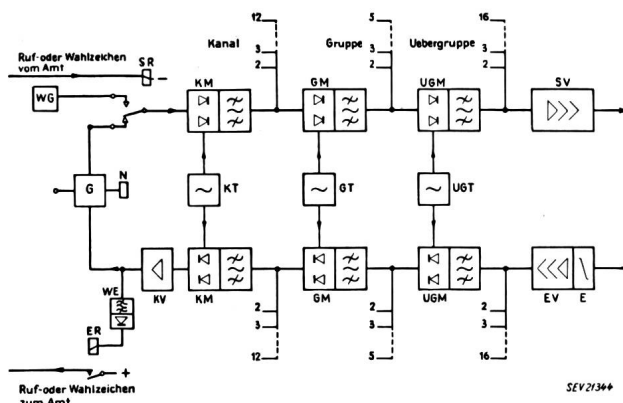 12 5 16
Kanal Gruppe Uebergruppe
3 3 3
2 2 2
Ruf-oder Wahlzeichen
vom Amt
SR
–
WG
KM GM UGM SV
G N
KT GT UGT
WE
KV KM GM UGM EV E
ER
2 2 2
3 3 3
12 5 16
+
Ruf-oder Wahlzeichen
zum Amt
SEV21344